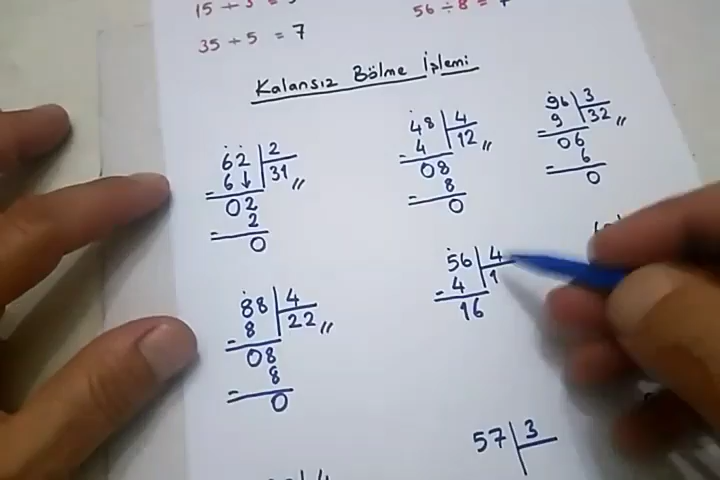 56 ÷ 8 =
35 ÷ 5 = 7
Kalansız Bölme İşlemi
62 | 2
6 ↓ 31 //
02
2
0
48 | 4
4 12 //
08
8
0
96 | 3
9 32 //
06
6
0
88 | 4
8 22 //
08
8
0
56 | 4
4 1
16
57 | 3